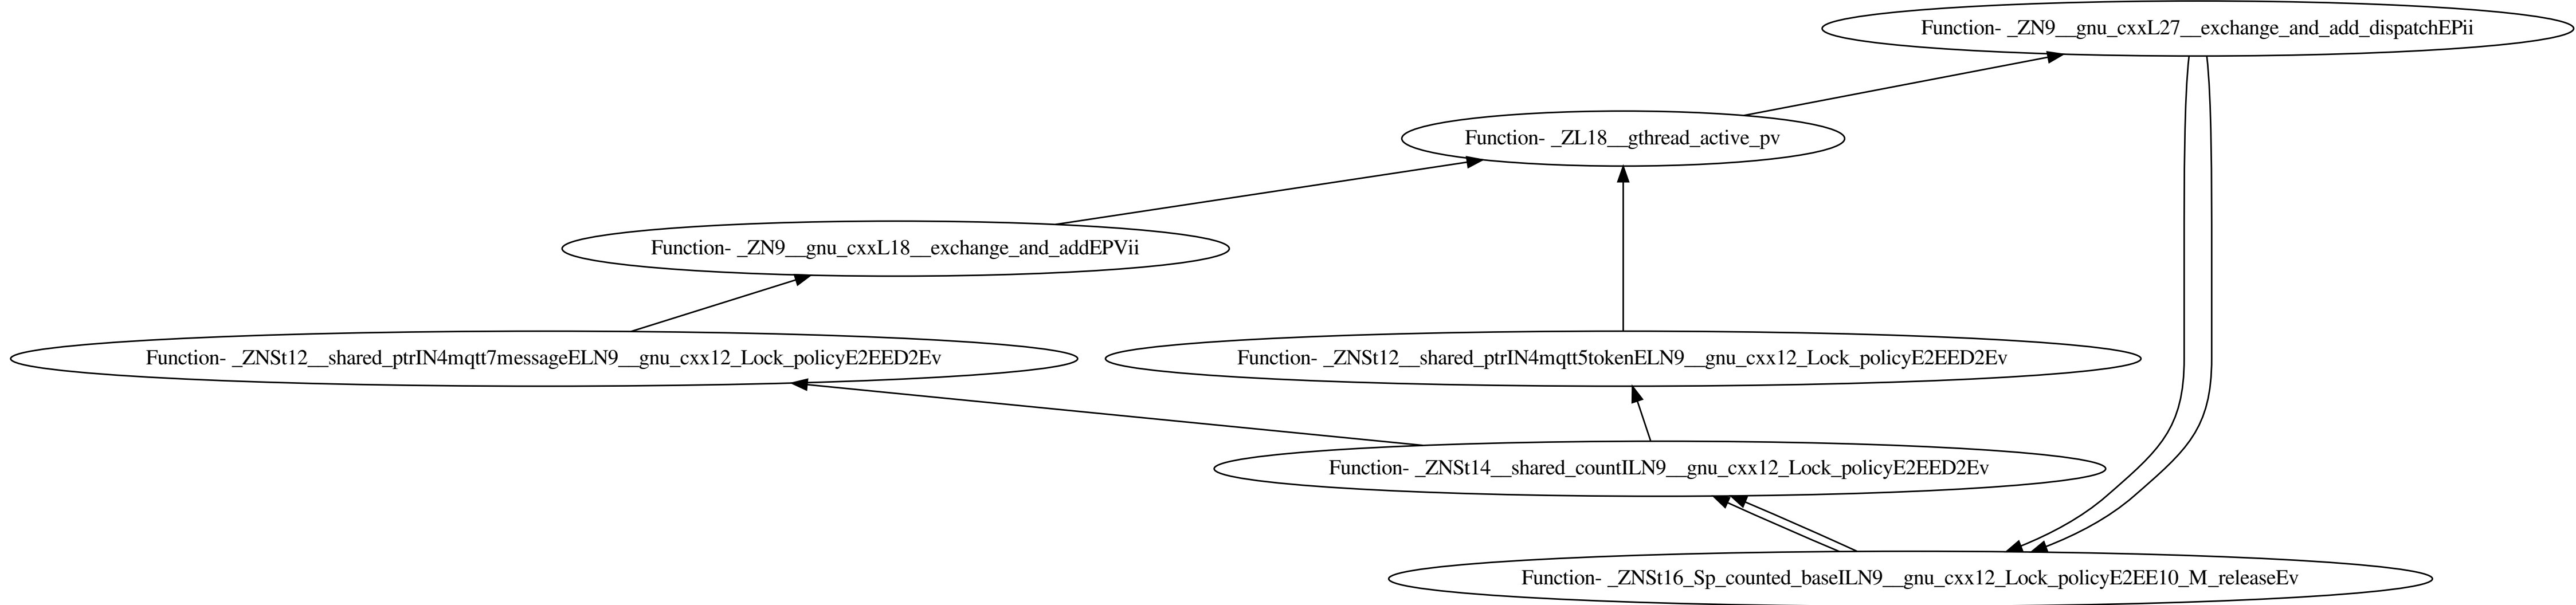 Function- _ZN9__gnu_cxxL27__exchange_and_add_dispatchEPii
Function- _ZL18__gthread_active_pv
Function- _ZN9__gnu_cxxL18__exchange_and_addEPVii
Function- _ZNSt12__shared_ptrIN4mqtt7messageELN9__gnu_cxx12_Lock_policyE2EED2Ev
Function- _ZNSt12__shared_ptrIN4mqtt5tokenELN9__gnu_cxx12_Lock_policyE2EED2Ev
Function- _ZNSt14__shared_countILN9__gnu_cxx12_Lock_policyE2EED2Ev
Function- _ZNSt16_Sp_counted_baseILN9__gnu_cxx12_Lock_policyE2EE10_M_releaseEv